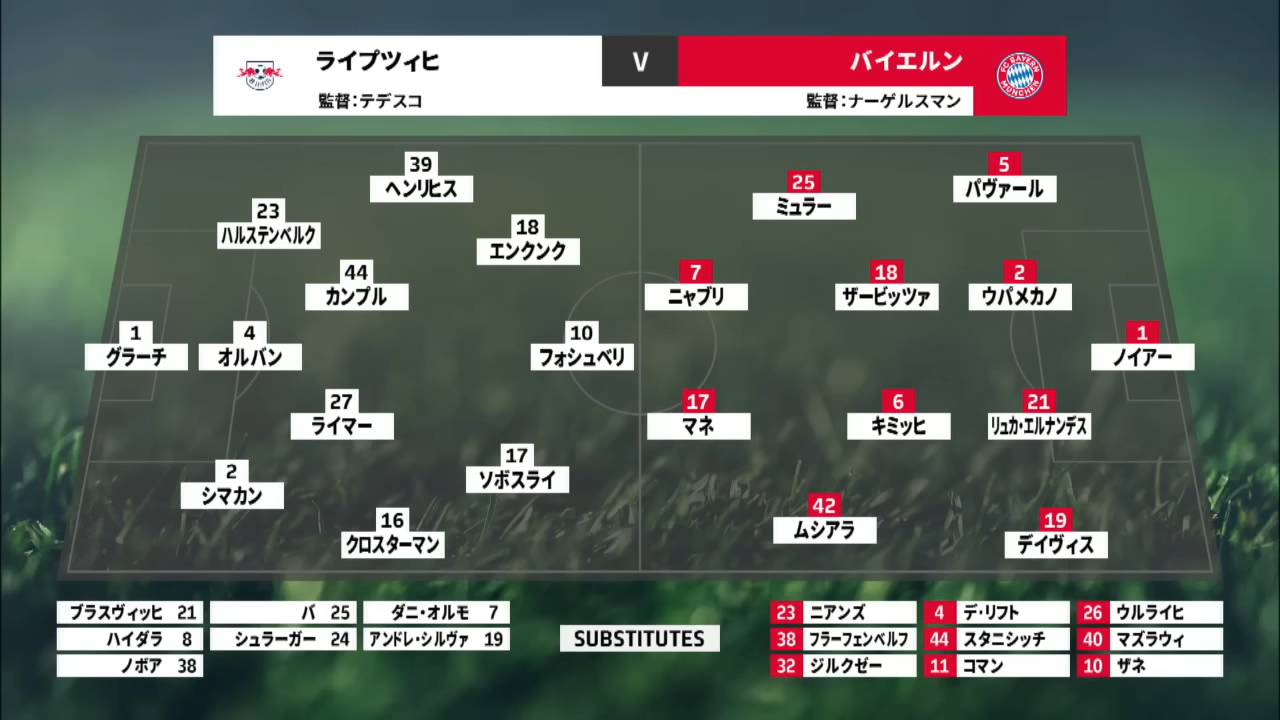 ライプツィヒ
V
バイエルン
監督:テデスコ
監督:ナーゲルスマン
FC BAYERN
MÜNCHEN
39
ヘンリヒス
23
ハルステンベルク
18
エンクンク
44
カンプル
1
グラーチ
4
オルバン
10
フォシュベリ
27
ライマー
2
シマカン
17
ソボスライ
16
クロスターマン
5
パヴァール
25
ミュラー
7
ニャブリ
18
ザービッツァ
2
ウパメカノ
1
ノイアー
17
マネ
6
キミッヒ
21
リュカ・エルナンデス
42
ムシアラ
19
デイヴィス
ブラスヴィッヒ 21
バ 25
ダニ・オルモ 7
ハイダラ 8
シュラーガー 24
アンドレ・シルヴァ 19
ノボア 38
SUBSTITUTES
23 ニアンズ
4 デ・リフト
26 ウルライヒ
38 フラーフェンベルフ
44 スタニシッチ
40 マズラウィ
32 ジルクゼー
11 コマン
10 ザネ